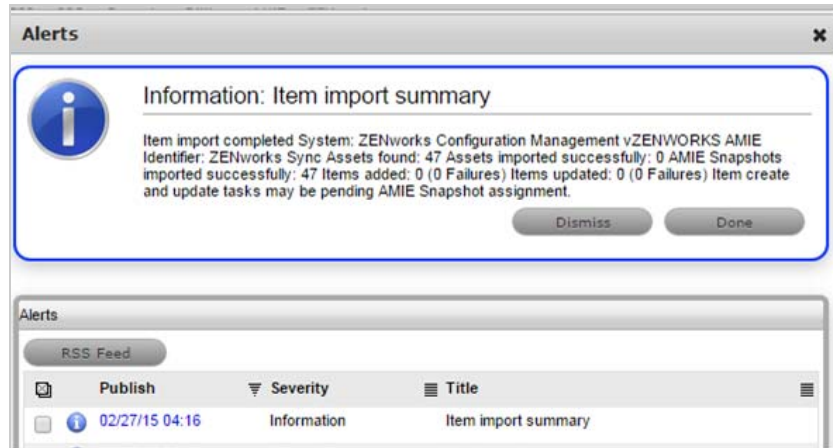 Alerts
Information: Item import summary
Item import completed System: ZENworks Configuration Management vZENWORKS AMIE
Identifier: ZENworks Sync Assets found: 47 Assets imported successfully: 0 AMIE Snapshots
imported successfully: 47 Items added: 0 (0 Failures) Items updated: 0 (0 Failures) Item create
and update tasks may be pending AMIE Snapshot assignment.
Dismiss Done
Alerts
RSS Feed
Publish Severity Title
02/27/15 04:16 Information Item import summary